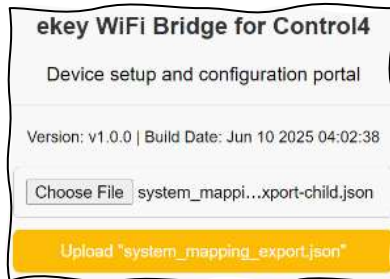 ekey WiFi Bridge for Control4
Device setup and configuration portal
Version: v1.0.0 | Build Date: Jun 10 2025 04:02:38
Choose File system_mappi...xport-child.json
Upload "system_mapping_export.json"